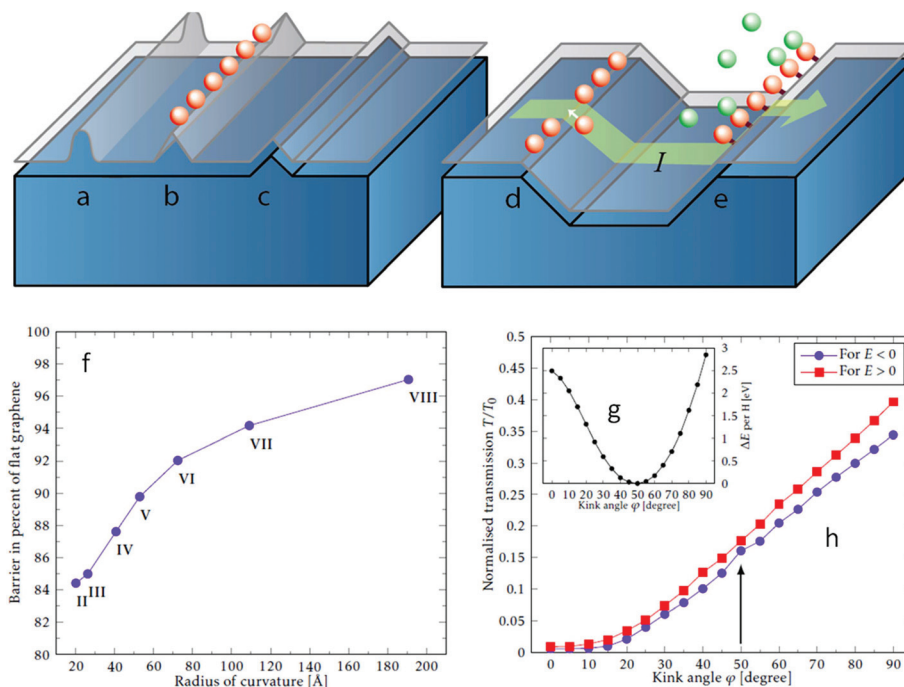 a
b
c
d
I
e
f
100
98
96
94
92
90
88
86
84
82
80
Barrier in percent of flat graphene
II
III
IV
V
VI
VII
VIII
20 40 60 80 100 120 140 160 180 200
Radius of curvature [Å]
0.5
0.45
0.4
0.35
0.3
0.25
0.2
0.15
0.1
0.05
0
Normalised transmission T/T0
For E < 0
For E > 0
g
3
2.5
2
1.5
1
0.5
0
ΔE per H [eV]
0 10 20 30 40 50 60 70 80 90
Kink angle φ [degree]
h
0 10 20 30 40 50 60 70 80 90
Kink angle φ [degree]